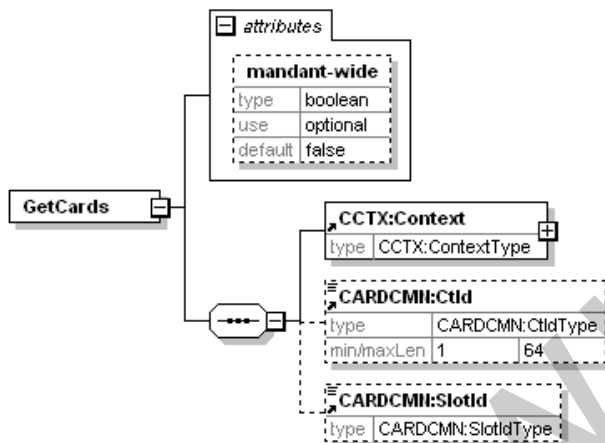 attributes
mandant-wide
type boolean
use optional
default false
GetCards
CCTX:Context
type CCTX:ContextType
CARDCMN:CtId
type CARDCMN:CtIdType
min/maxLen 1 64
CARDCMN:SlotId
type CARDCMN:SlotIdType